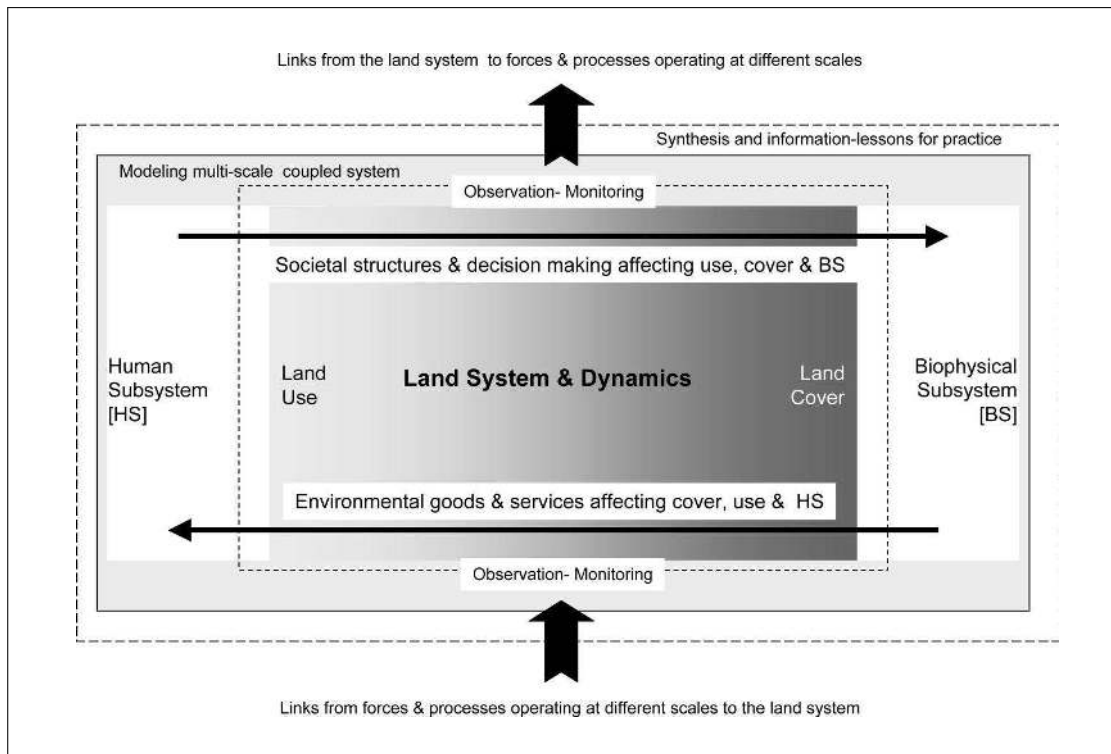 Links from the land system to forces & processes operating at different scales
Synthesis and information-lessons for practice
Modeling multi-scale coupled system
Observation- Monitoring
Societal structures & decision making affecting use, cover & BS
Human
Subsystem
[HS]
Land
Use
Land System & Dynamics
Land
Cover
Biophysical
Subsystem
[BS]
Environmental goods & services affecting cover, use & HS
Observation- Monitoring
Links from forces & processes operating at different scales to the land system